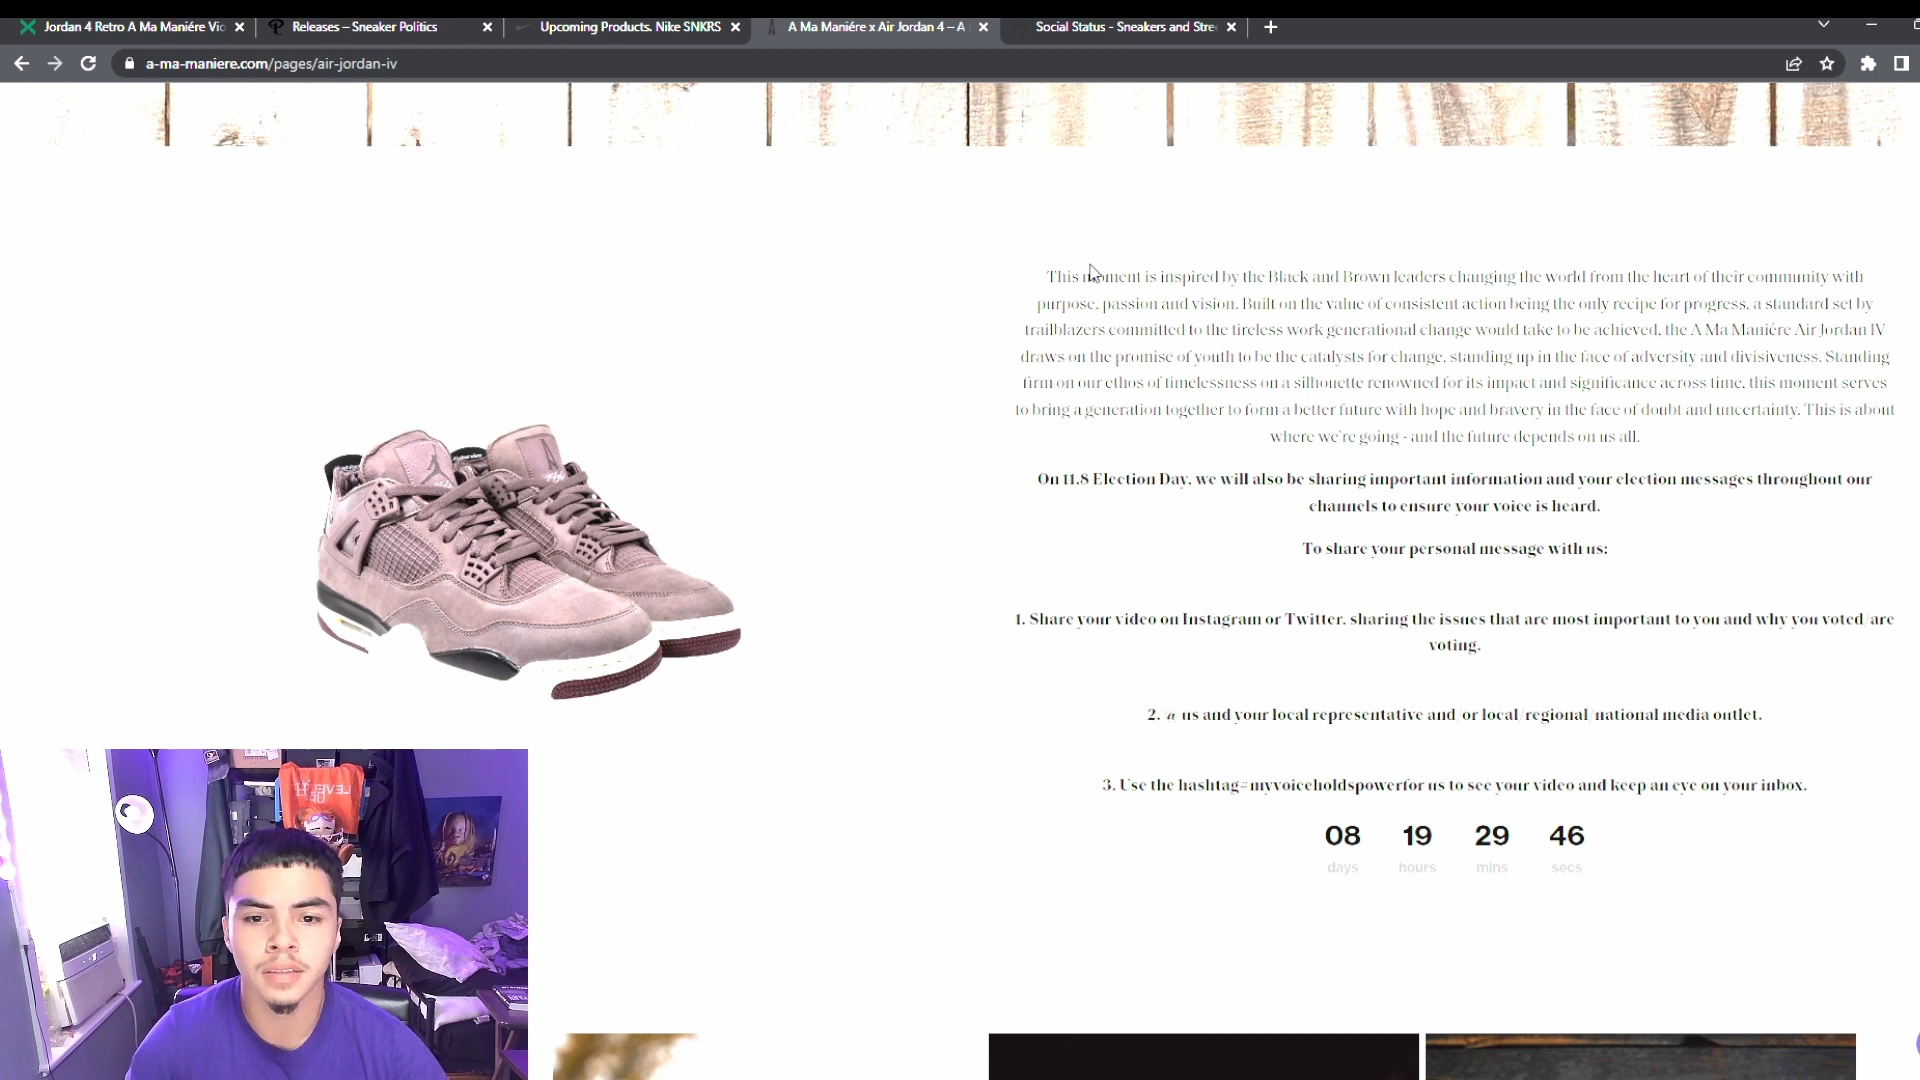 Jordan 4 Retro A Ma Maniére Vio
Releases – Sneaker Politics
Upcoming Products. Nike SNKRS
A Ma Maniére x Air Jordan 4 – A
Social Status - Sneakers and Stre
a-ma-maniere.com/pages/air-jordan-iv
This moment is inspired by the Black and Brown leaders changing the world from the heart of their community with
purpose, passion and vision. Built on the value of consistent action being the only recipe for progress, a standard set by
trailblazers committed to the tireless work generational change would take to be achieved, the A Ma Maniére Air Jordan IV
draws on the promise of youth to be the catalysts for change, standing up in the face of adversity and divisiveness. Standing
firm on our ethos of timelessness on a silhouette renowned for its impact and significance across time, this moment serves
to bring a generation together to form a better future with hope and bravery in the face of doubt and uncertainty. This is about
where we're going - and the future depends on us all.
On 11.8 Election Day, we will also be sharing important information and your election messages throughout our
channels to ensure your voice is heard.
To share your personal message with us:
1. Share your video on Instagram or Twitter, sharing the issues that are most important to you and why you voted/are
voting.
2. @ us and your local representative and/or local/regional/national media outlet.
3. Use the hashtag#myvoiceholdspowerfor us to see your video and keep an eye on your inbox.
08 19 29 46
days hours mins secs